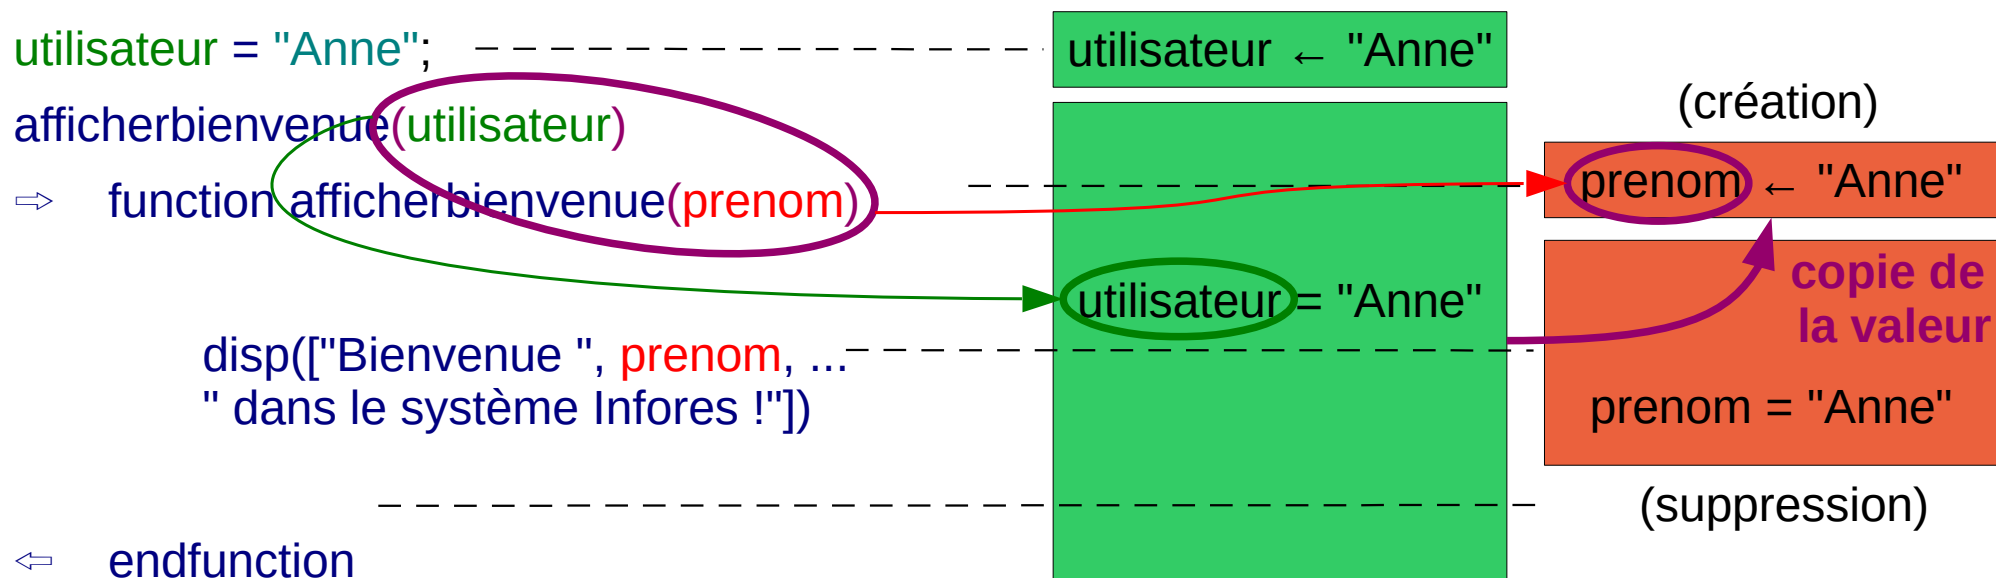 utilisateur = "Anne";
utilisateur ← "Anne"
(création)
afficherbienvenue(utilisateur)
⇨ function afficherbienvenue(prenom)
prenom ← "Anne"
copie de
la valeur
utilisateur = "Anne"
disp(["Bienvenue ", prenom, ...
" dans le système Infores !"])
prenom = "Anne"
(suppression)
⇦ endfunction